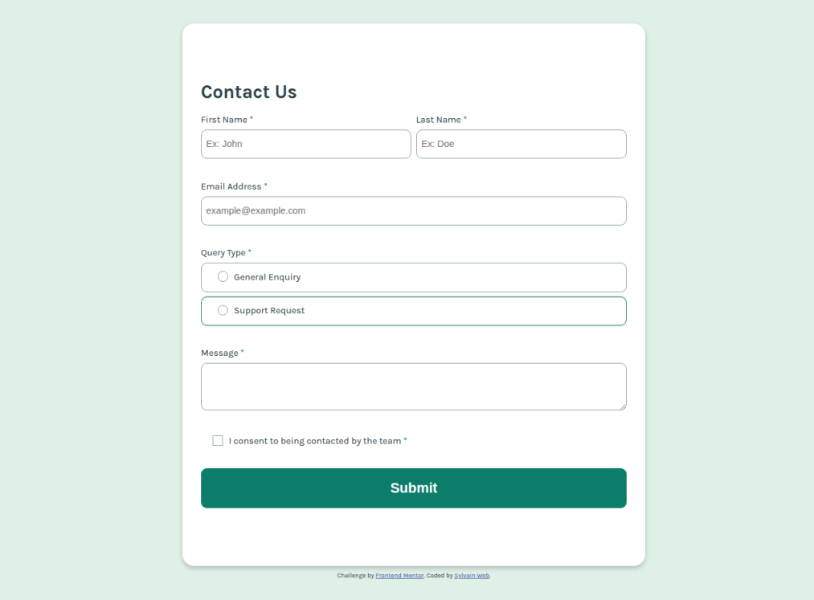 Contact Us
First Name * Last Name *
Ex: John Ex: Doe
Email Address *
example@example.com
Query Type *
General Enquiry
Support Request
Message *
I consent to being contacted by the team *
Submit
Challenge by Frontend Mentor. Coded by Sylvain Web.